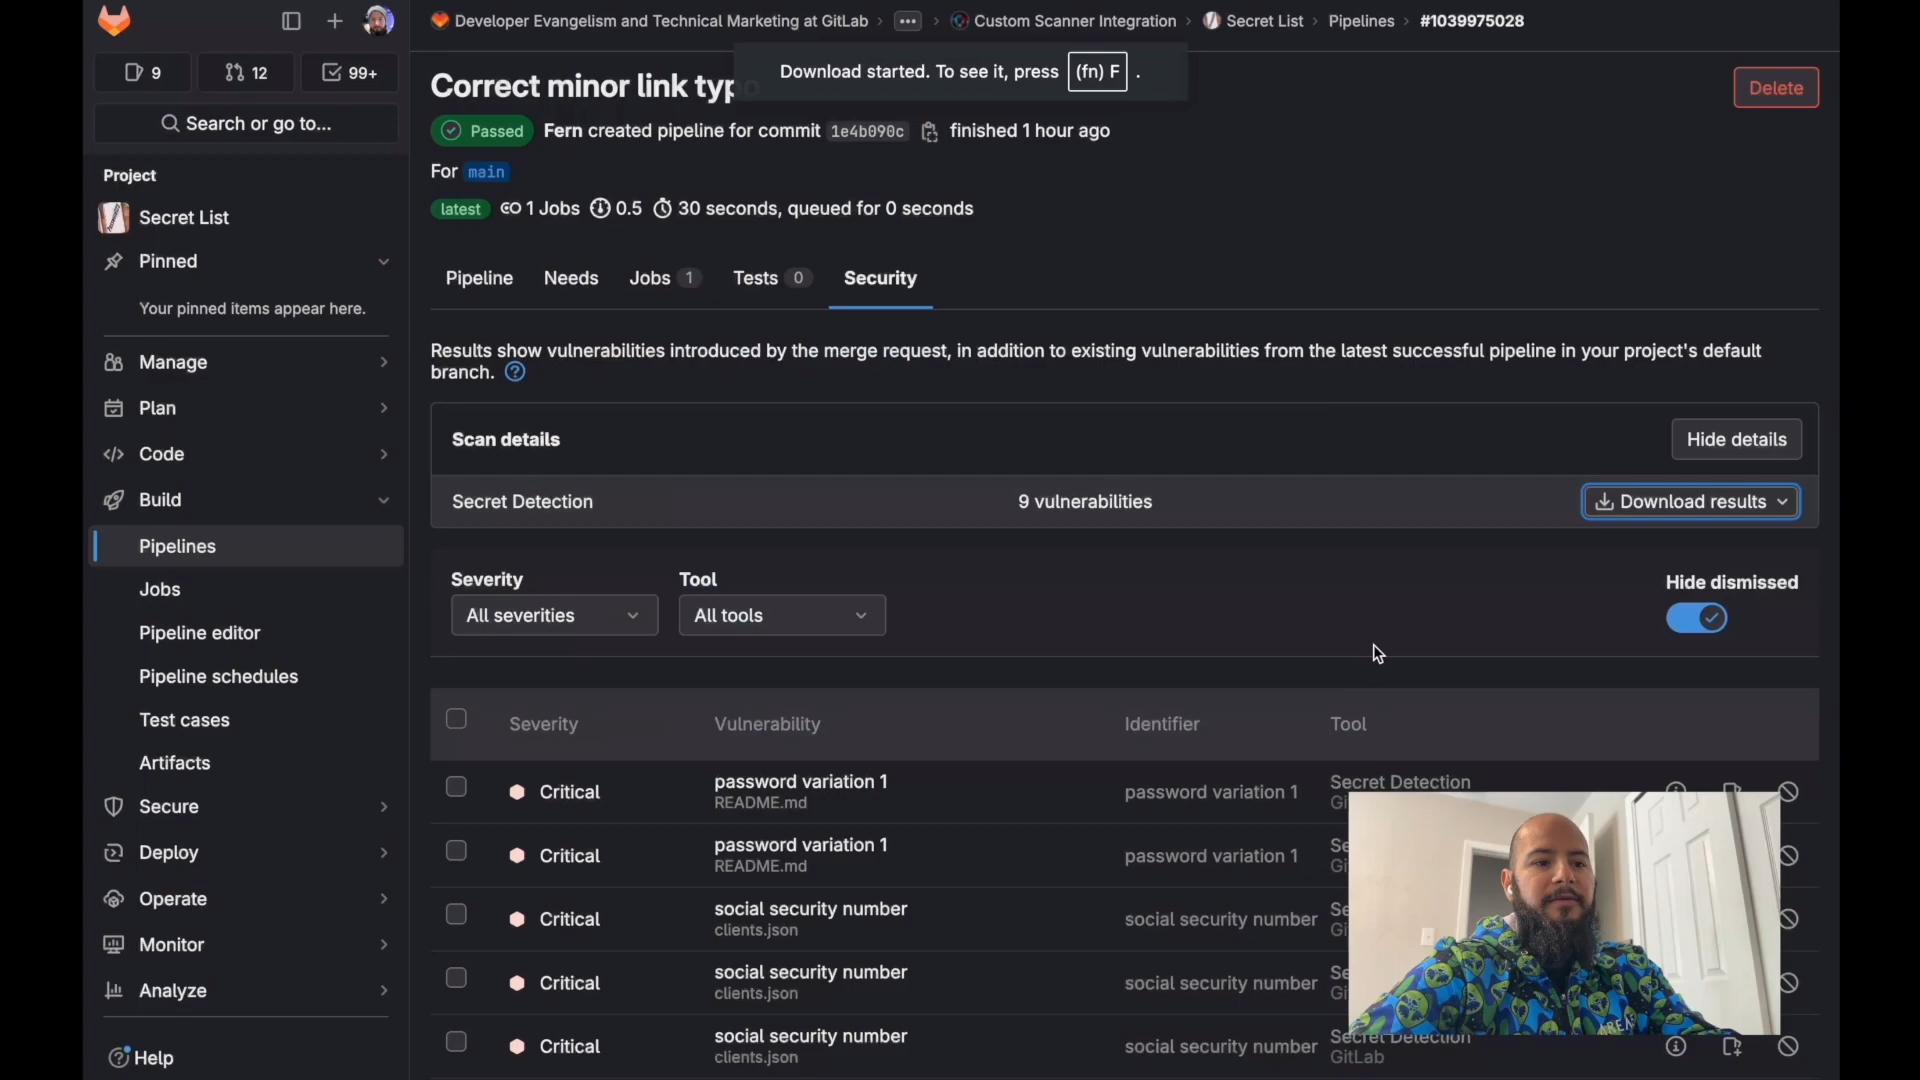 Developer Evangelism and Technical Marketing at GitLab > ... > Custom Scanner Integration > Secret List > Pipelines > #1039975028
9 12 99+
Download started. To see it, press (fn) F .
Correct minor link typo
Delete
Search or go to...
Passed Fern created pipeline for commit 1e4b090c finished 1 hour ago
For main
latest 1 Jobs 0.5 30 seconds, queued for 0 seconds
Project
Secret List
Pinned
Your pinned items appear here.
Manage
Plan
Code
Build
Pipelines
Jobs
Pipeline editor
Pipeline schedules
Test cases
Artifacts
Secure
Deploy
Operate
Monitor
Analyze
Help
Pipeline Needs Jobs 1 Tests 0 Security
Results show vulnerabilities introduced by the merge request, in addition to existing vulnerabilities from the latest successful pipeline in your project's default
branch.
Scan details Hide details
Secret Detection 9 vulnerabilities Download results
Severity Tool Hide dismissed
All severities All tools
Severity Vulnerability Identifier Tool
Critical password variation 1 password variation 1 Secret Detection
README.md
Critical password variation 1 password variation 1
README.md
Critical social security number social security number
clients.json
Critical social security number social security number
clients.json
Critical social security number social security number Secret Detection
clients.json GitLab